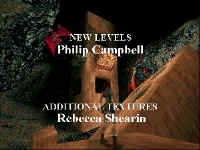 NEW LEVELS
Philip Campbell
ADDITIONAL TEXTURES
Rebecca Shearin